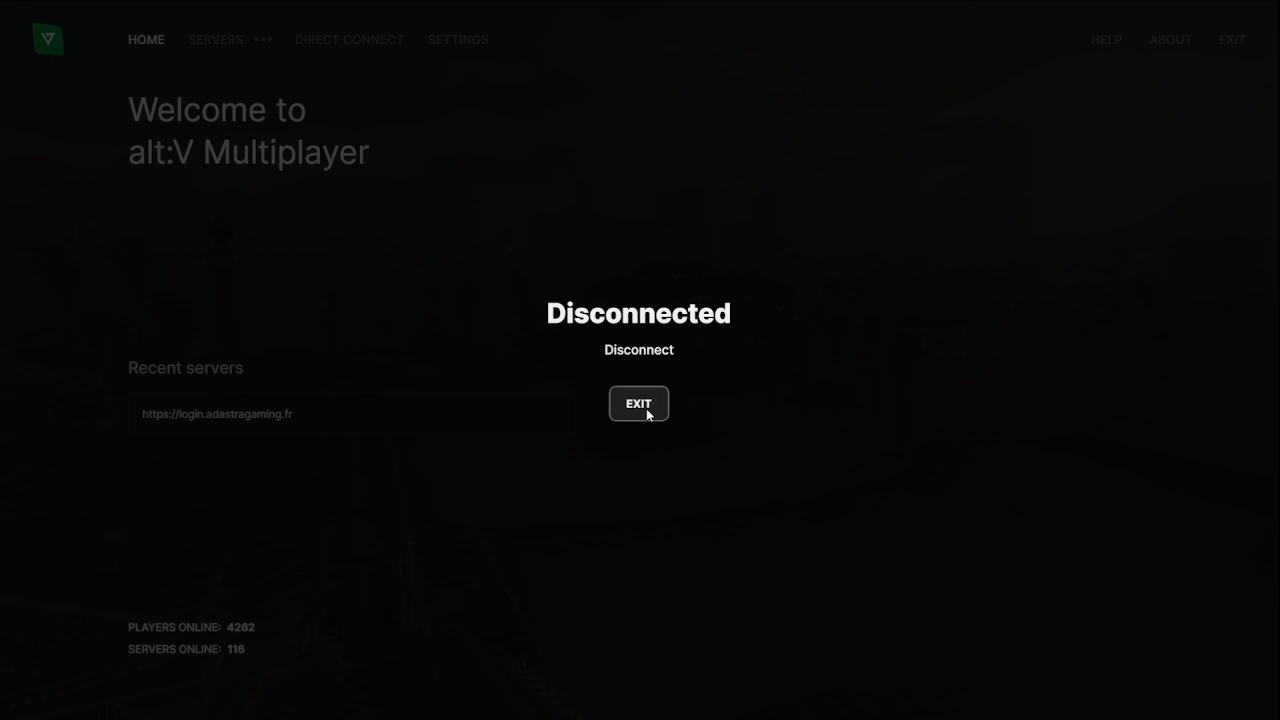 HOME SERVERS ••• DIRECT CONNECT SETTINGS HELP ABOUT EXIT
Welcome to
alt:V Multiplayer
Disconnected
Disconnect
Recent servers
EXIT
https://login.adastragaming.fr
PLAYERS ONLINE: 4262
SERVERS ONLINE: 116